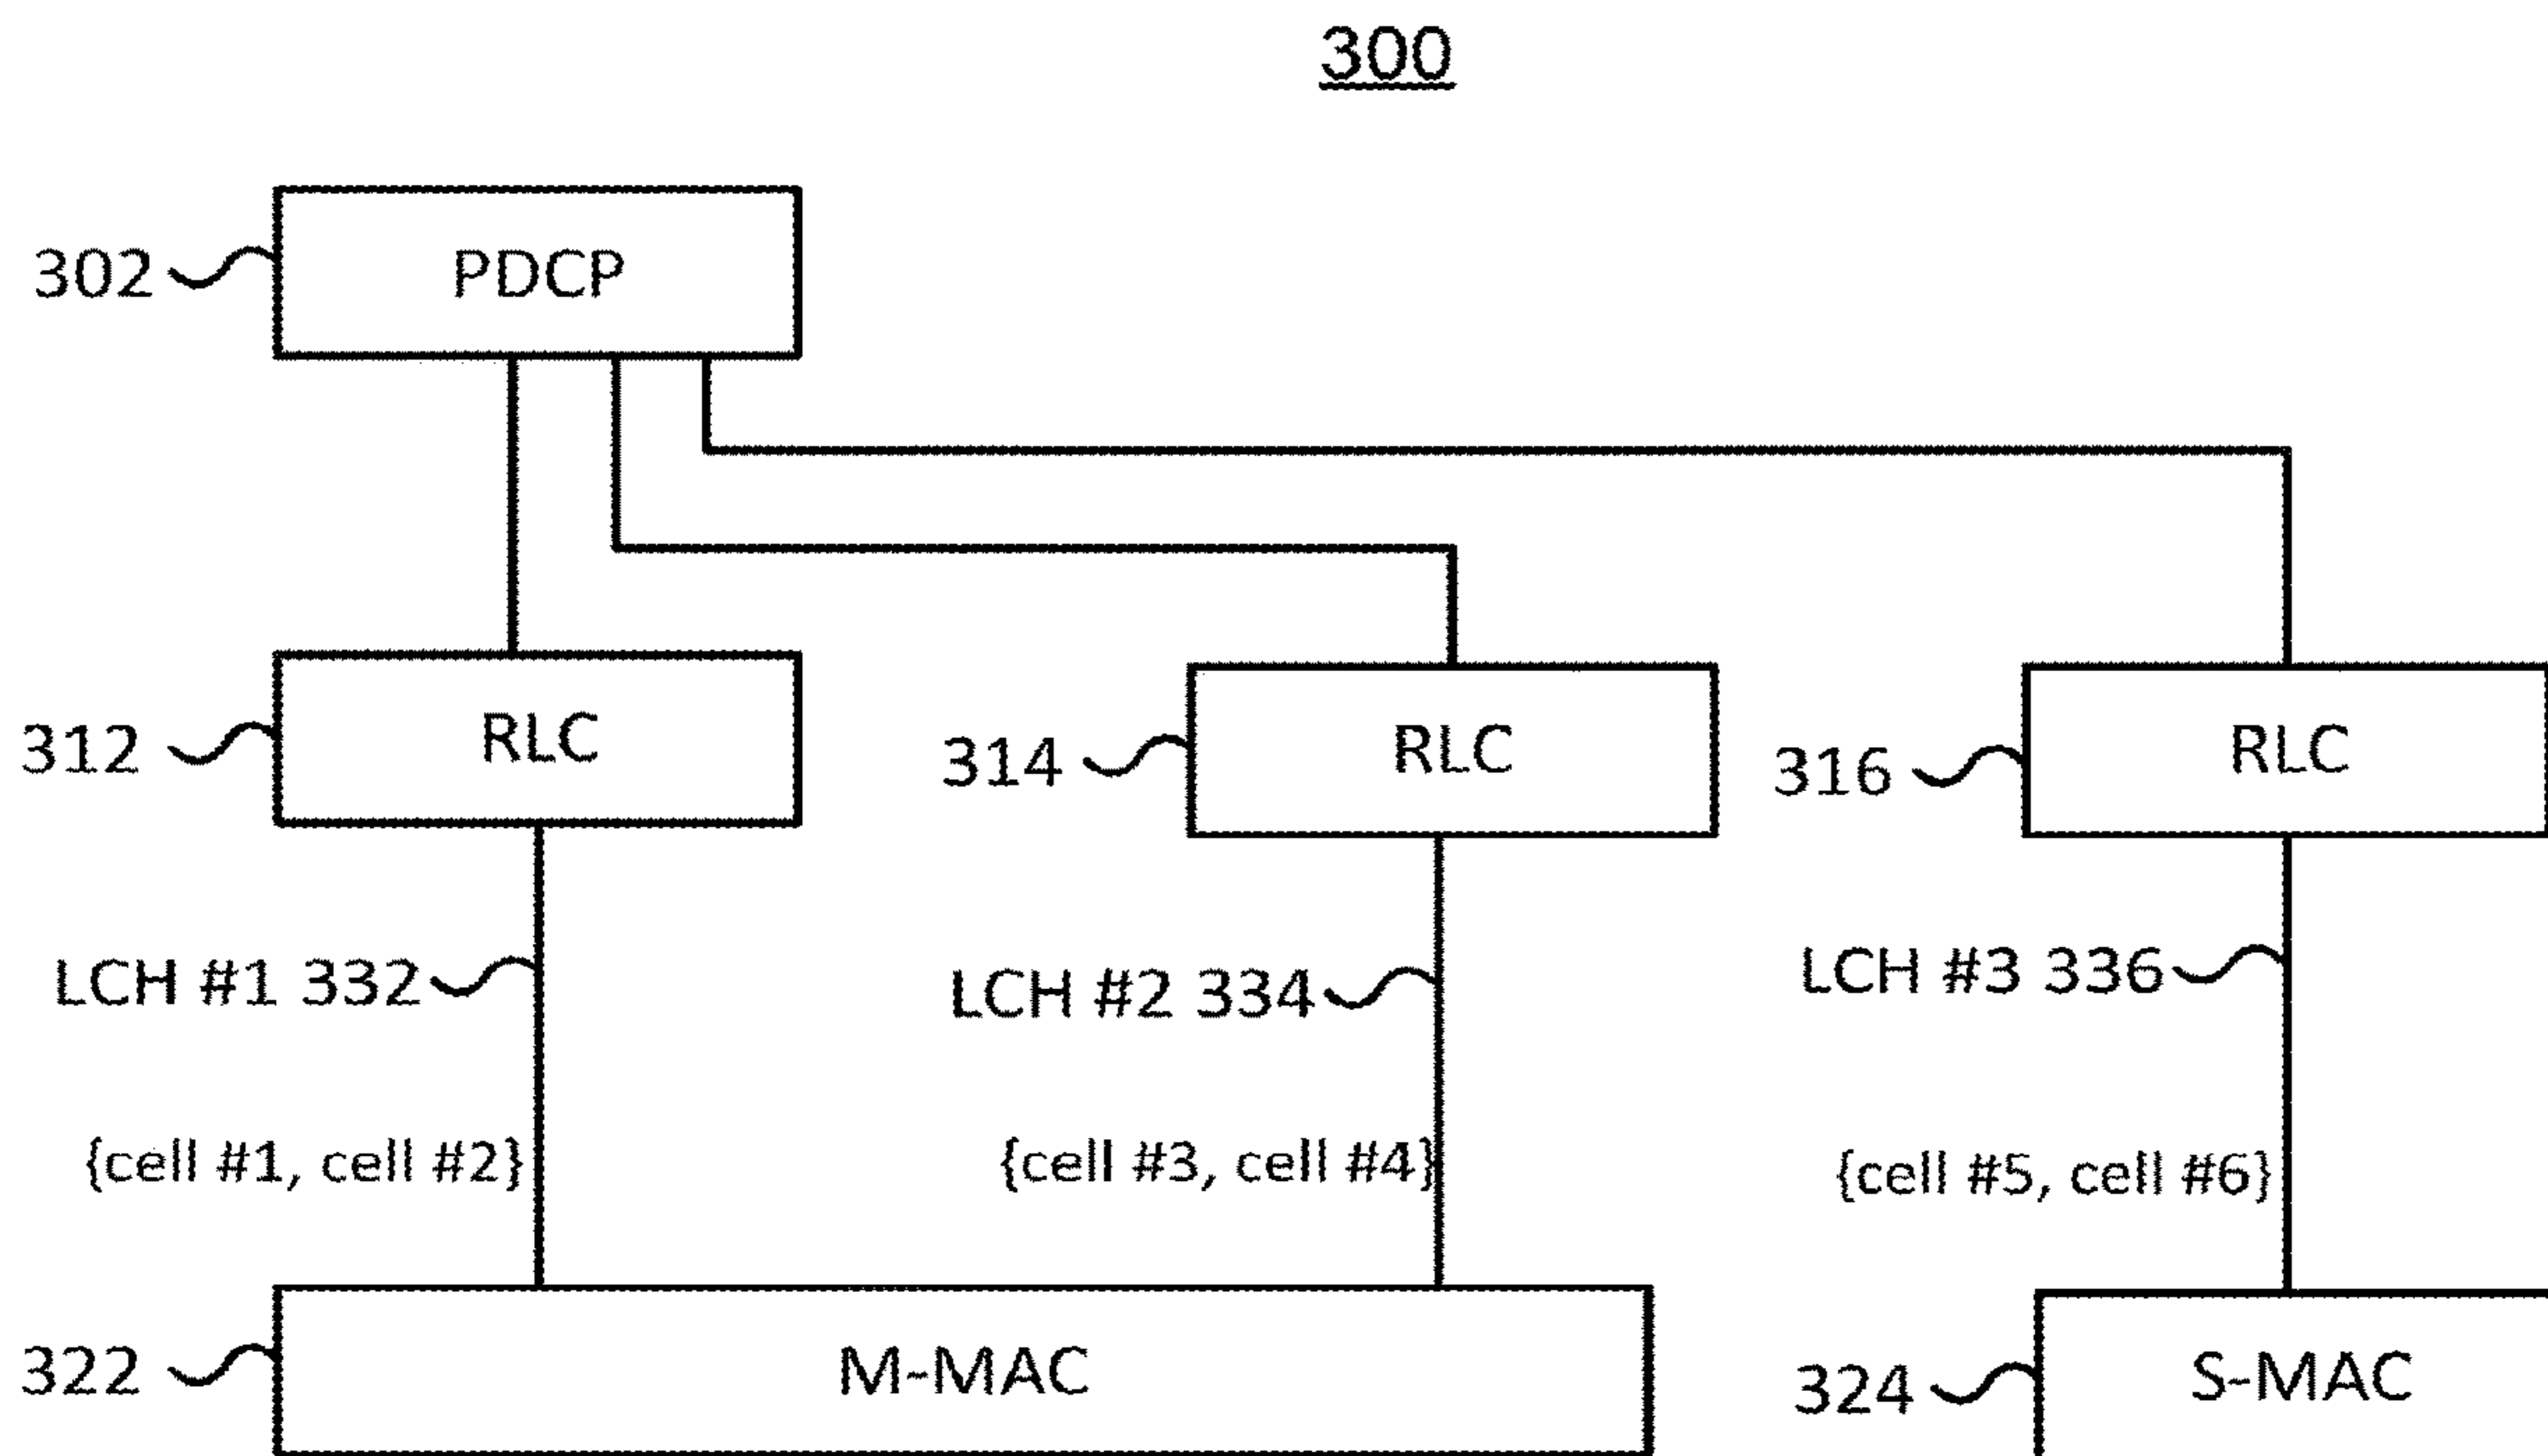 300
302 PDCP
312 RLC
314 RLC
316 RLC
LCH #1 332
LCH #2 334
LCH #3 336
{cell #1, cell #2}
{cell #3, cell #4}
{cell #5, cell #6}
322 M-MAC
324 S-MAC